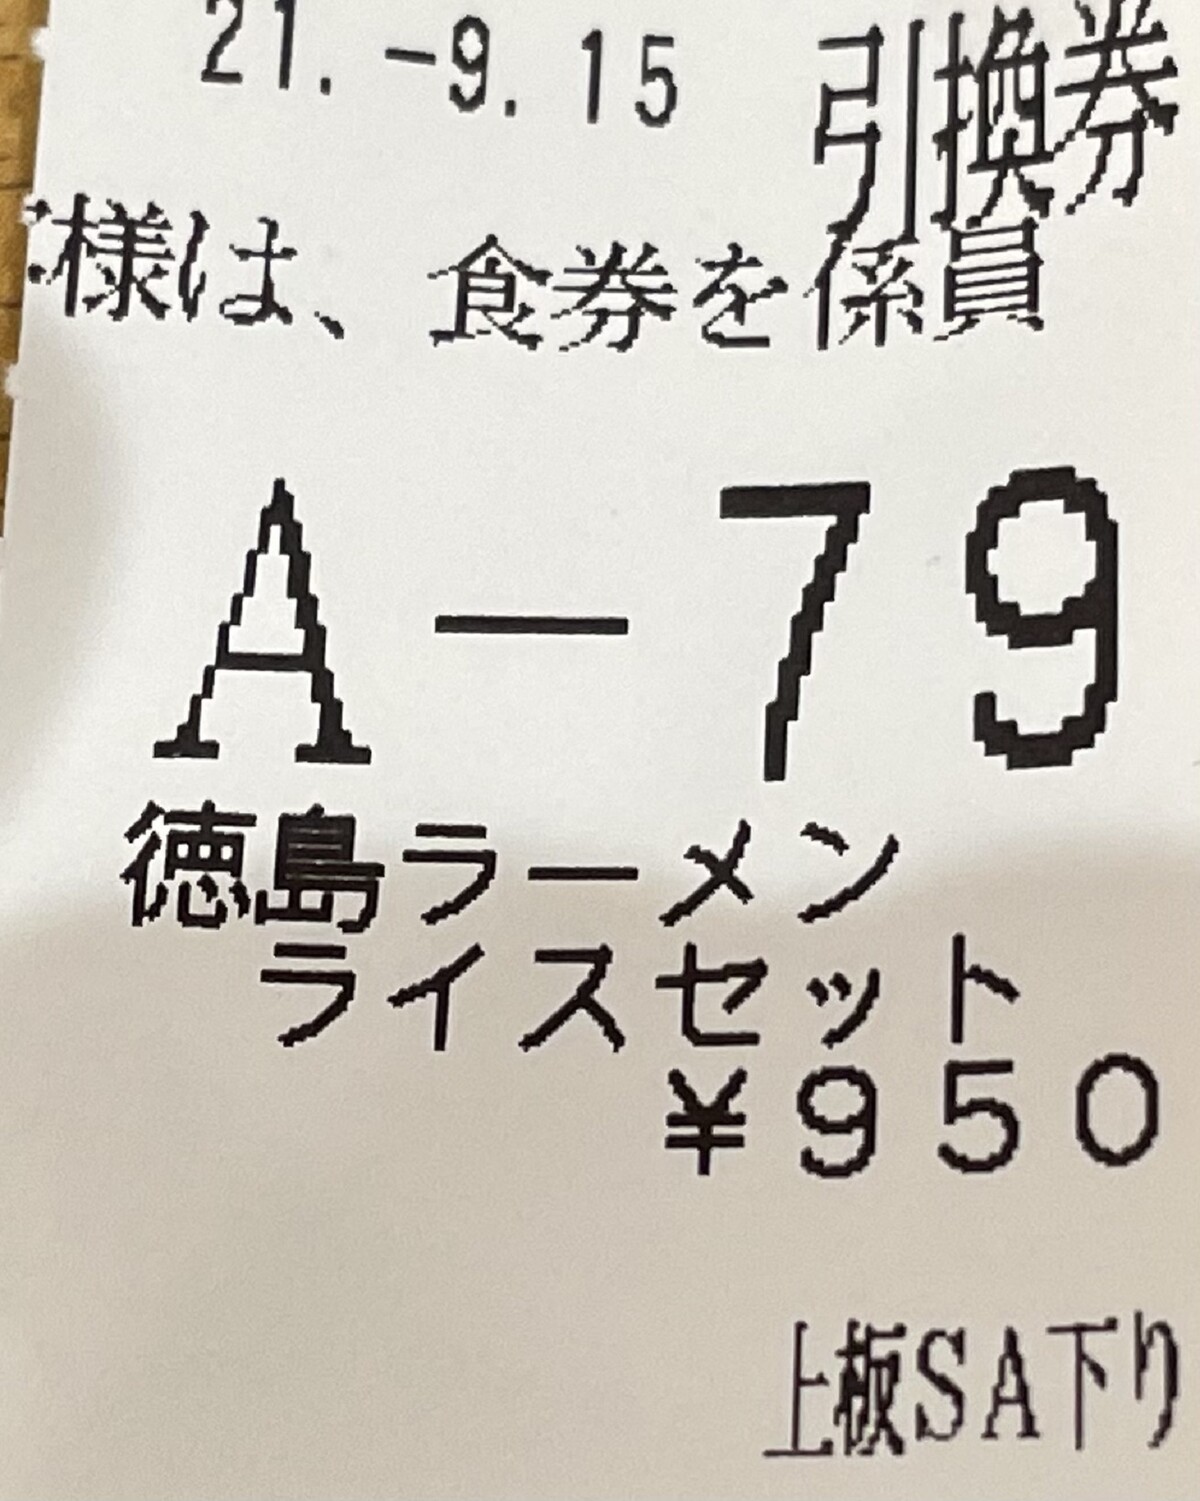 21.-9.15 引換券
様は、食券を係員
A-79
徳島ラーメン
ライスセット
¥950
上板SA下り